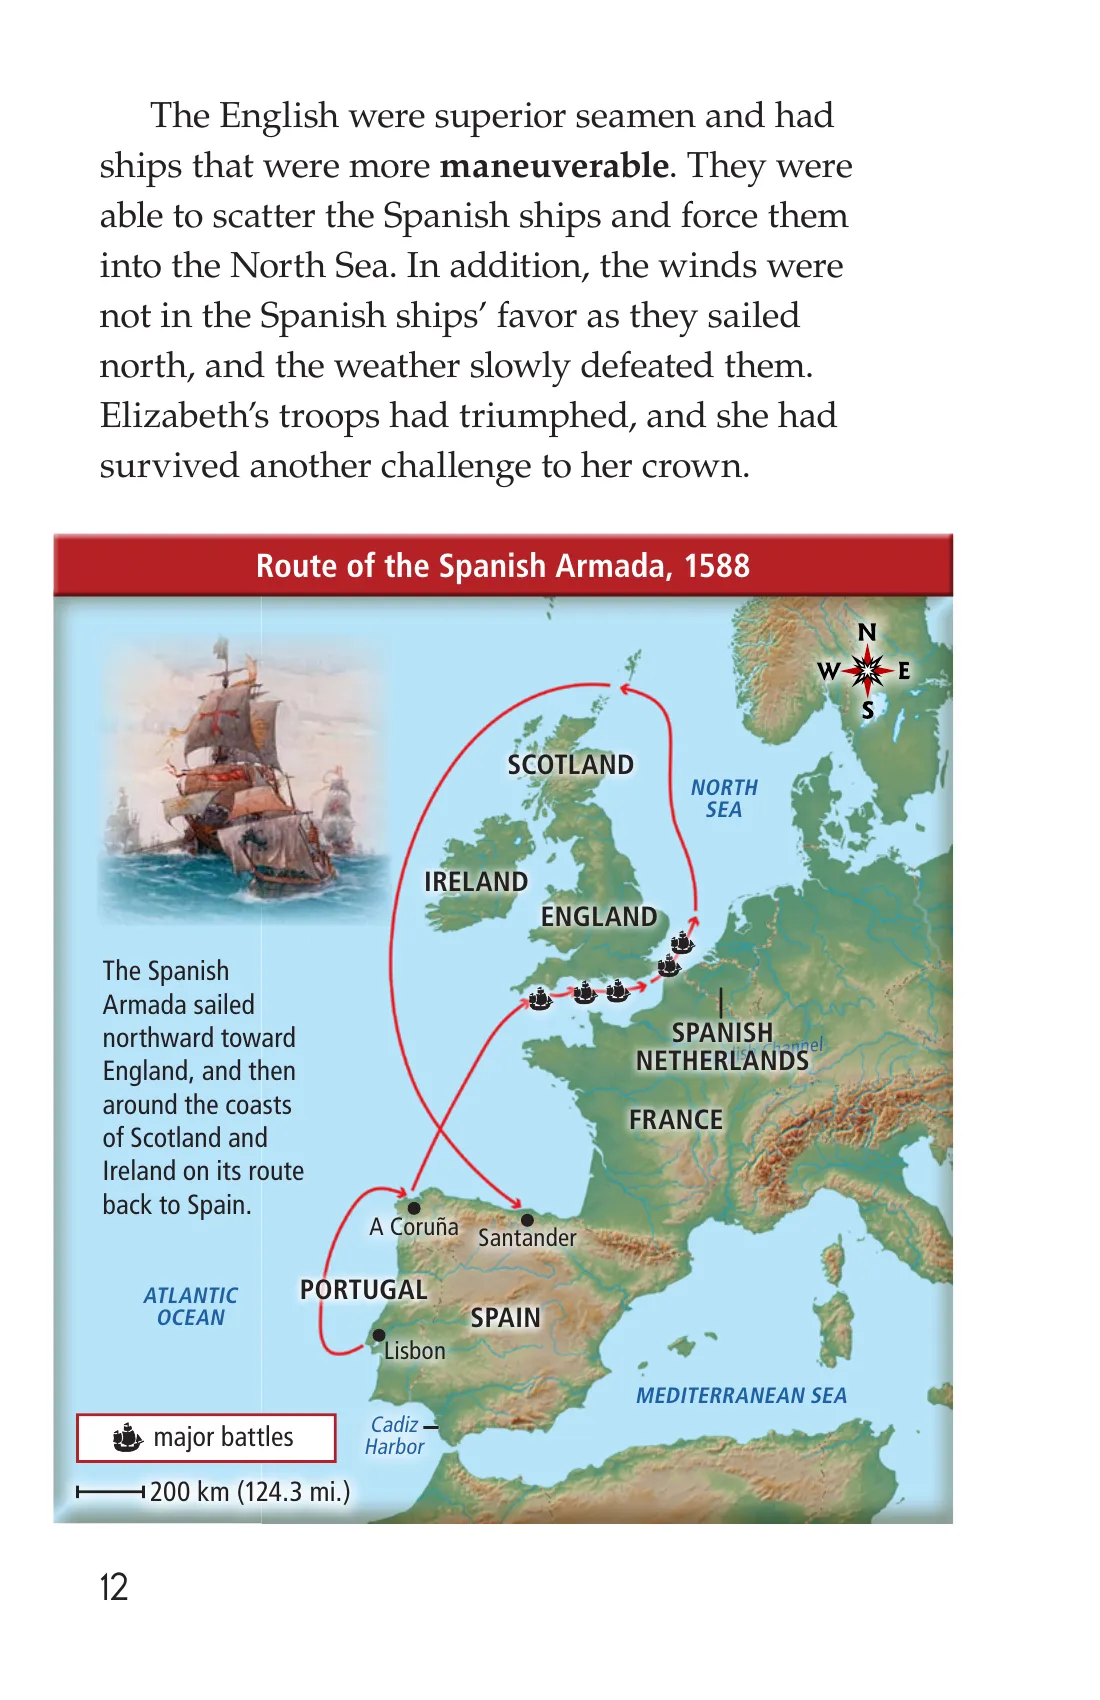 The English were superior seamen and had
ships that were more maneuverable. They were
able to scatter the Spanish ships and force them
into the North Sea. In addition, the winds were
not in the Spanish ships’ favor as they sailed
north, and the weather slowly defeated them.
Elizabeth’s troops had triumphed, and she had
survived another challenge to her crown.
Route of the Spanish Armada, 1588
N
W E
S
SCOTLAND
NORTH
SEA
IRELAND
ENGLAND
The Spanish
Armada sailed
northward toward
England, and then
around the coasts
of Scotland and
Ireland on its route
back to Spain.
SPANISH
NETHERLANDS
Channel
FRANCE
A Coruña
Santander
ATLANTIC
OCEAN
PORTUGAL
SPAIN
Lisbon
MEDITERRANEAN SEA
Cadiz
Harbor
major battles
200 km (124.3 mi.)
12